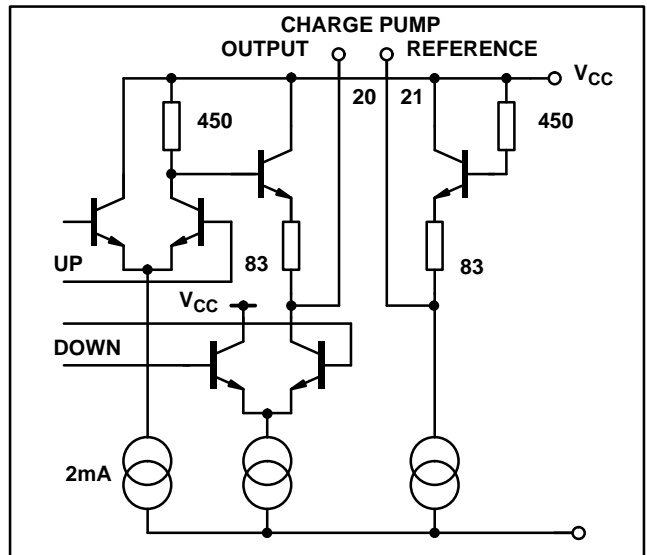 CHARGE PUMP
OUTPUT REFERENCE
20 21
VCC
450 450
UP
83 83
VCC
DOWN
2mA